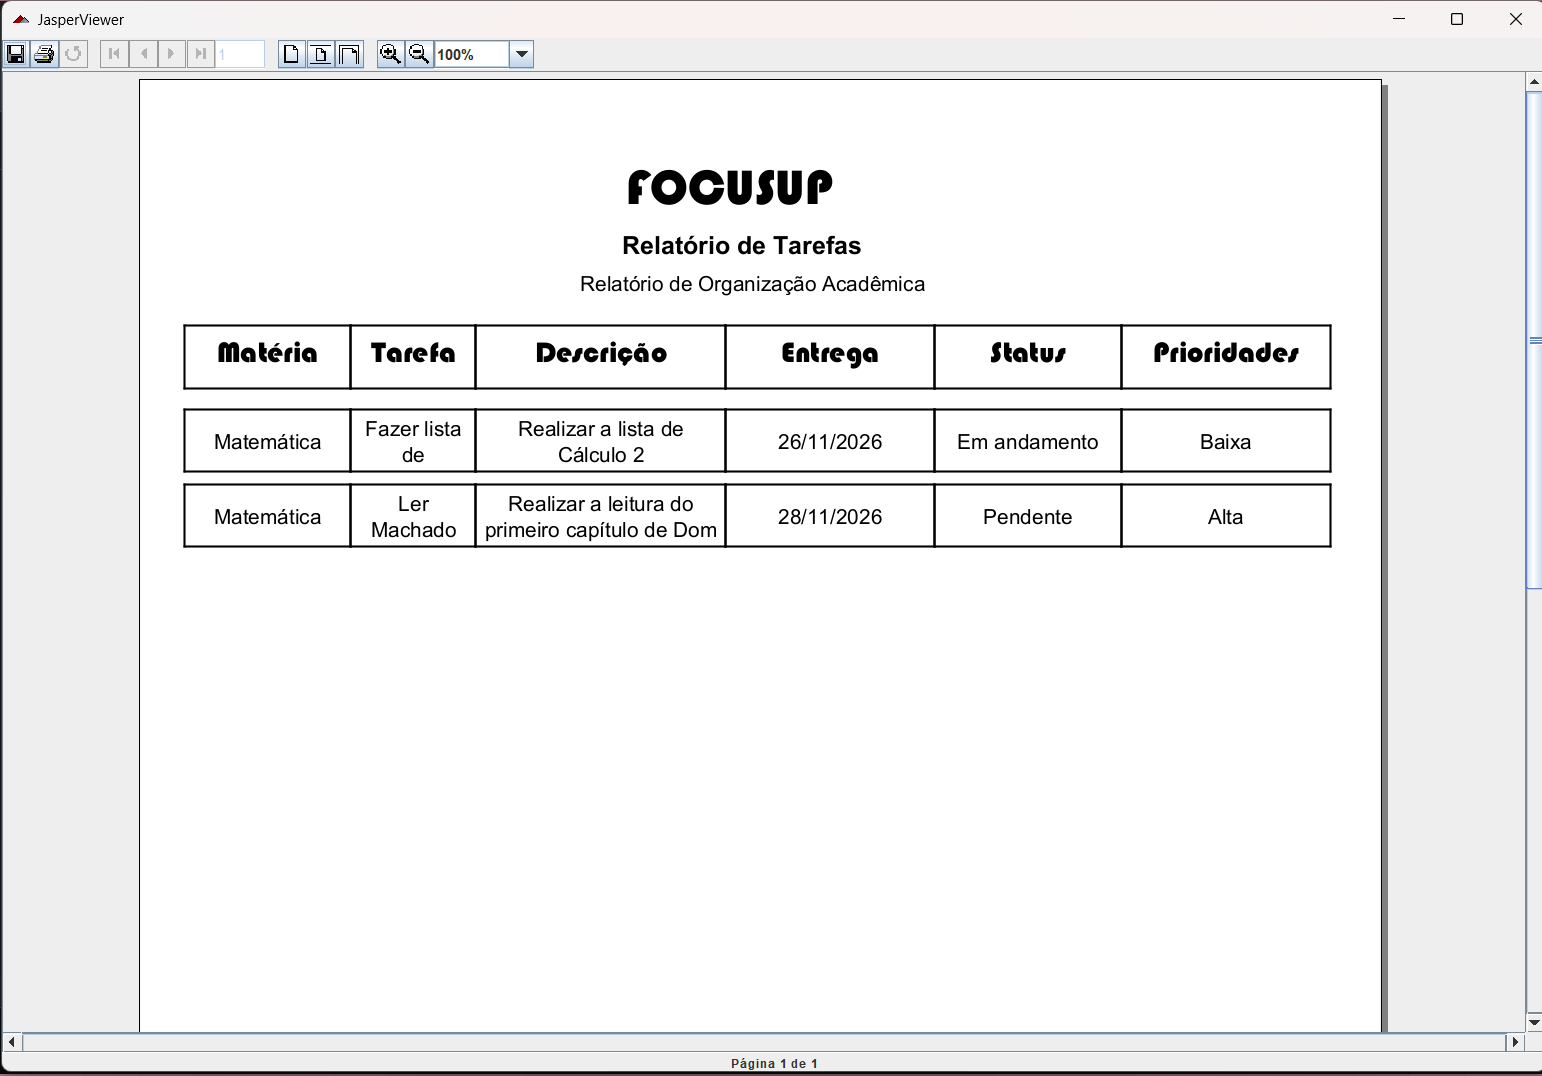 JasperViewer
1
100%
FOCUSUP
Relatório de Tarefas
Relatório de Organização Acadêmica
Matéria Tarefa Descrição Entrega Status Prioridades
Matemática
Fazer lista
de
Realizar a lista de
Cálculo 2
26/11/2026
Em andamento
Baixa
Matemática
Ler
Machado
Realizar a leitura do
primeiro capítulo de Dom
28/11/2026
Pendente
Alta
Página 1 de 1